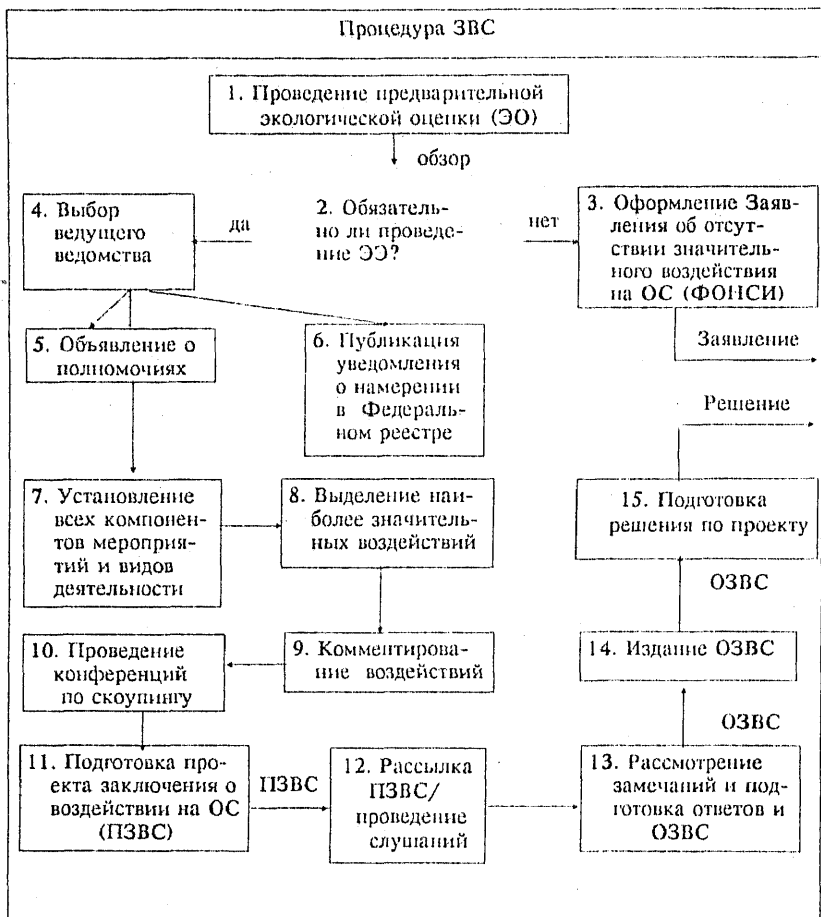 Процедура ЗВС
1. Проведение предварительной
экологической оценки (ЭО)
обзор
4. Выбор
ведущего
ведомства
да
2. Обязатель-
но ли проведе-
ние ЭЭ?
нет
3. Оформление Заяв-
ления об отсут-
ствии значитель-
ного воздействия
на ОС (ФОНСИ)
5. Объявление о
полномочиях
6. Публикация
уведомления
о намерении
в Федераль-
ном реестре
Заявление
Решение
7. Установление
всех компонен-
тов мероприя-
тий и видов
деятельности
8. Выделение наи-
более значитель-
ных воздействий
15. Подготовка
решения по проекту
ОЗВС
10. Проведение
конференций
по скоупингу
9. Комментирова-
ние воздействий
14. Издание ОЗВС
ОЗВС
11. Подготовка про-
екта заключения о
воздействии на ОС
(ПЗВС)
ПЗВС
12. Рассылка
ПЗВС/
проведение
слушаний
13. Рассмотрение
замечаний и под-
готовка ответов и
ОЗВС